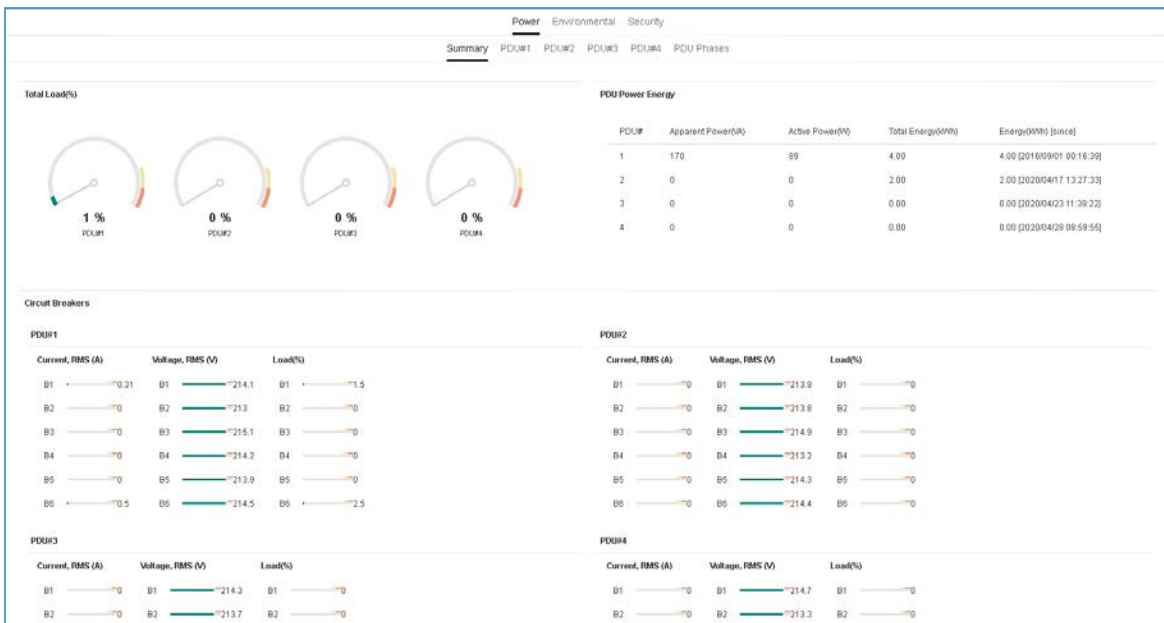 Power Environmental Security
Summary PDU#1 PDU#2 PDU#3 PDU#4 PDU Phases
Total Load(%)
1 % 0 % 0 % 0 %
PDU#1 PDU#2 PDU#3 PDU#4
PDU Power Energy
PDU# Apparent Power(VA) Active Power(W) Total Energy(kWh) Energy(kWh) [since]
1 170 99 4.00 4.00 [2016/09/01 00:16:39]
2 0 0 2.00 2.00 [2020/04/17 13:27:33]
3 0 0 0.00 0.00 [2020/04/23 11:39:22]
4 0 0 0.00 0.00 [2020/04/28 08:59:55]
Circuit Breakers
PDU#1
Current, RMS (A) Voltage, RMS (V) Load(%)
B1 0.31 B1 214.1 B1 1.5
B2 0 B2 213 B2 0
B3 0 B3 215.1 B3 0
B4 0 B4 214.2 B4 0
B5 0 B5 213.9 B5 0
B6 0.5 B6 214.5 B6 2.5
PDU#2
Current, RMS (A) Voltage, RMS (V) Load(%)
B1 0 B1 213.9 B1 0
B2 0 B2 213.8 B2 0
B3 0 B3 214.9 B3 0
B4 0 B4 213.2 B4 0
B5 0 B5 214.3 B5 0
B6 0 B6 214.4 B6 0
PDU#3
Current, RMS (A) Voltage, RMS (V) Load(%)
B1 0 B1 214.3 B1 0
B2 0 B2 213.7 B2 0
PDU#4
Current, RMS (A) Voltage, RMS (V) Load(%)
B1 0 B1 214.7 B1 0
B2 0 B2 213.3 B2 0